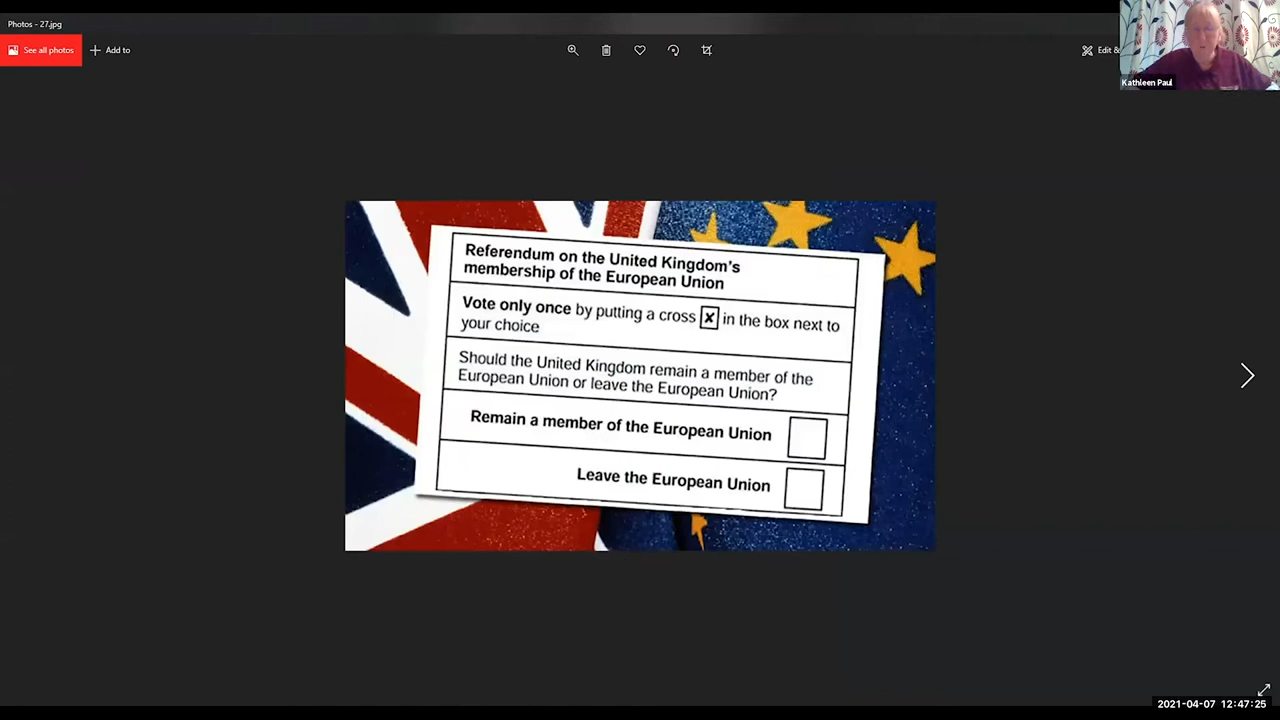 Photos - 27.jpg
See all photos
Add to
Edit &
Kathleen Paul
Referendum on the United Kingdom's
membership of the European Union
Vote only once by putting a cross x in the box next to
your choice
Should the United Kingdom remain a member of the
European Union or leave the European Union?
Remain a member of the European Union
Leave the European Union
2021-04-07 12:47:25